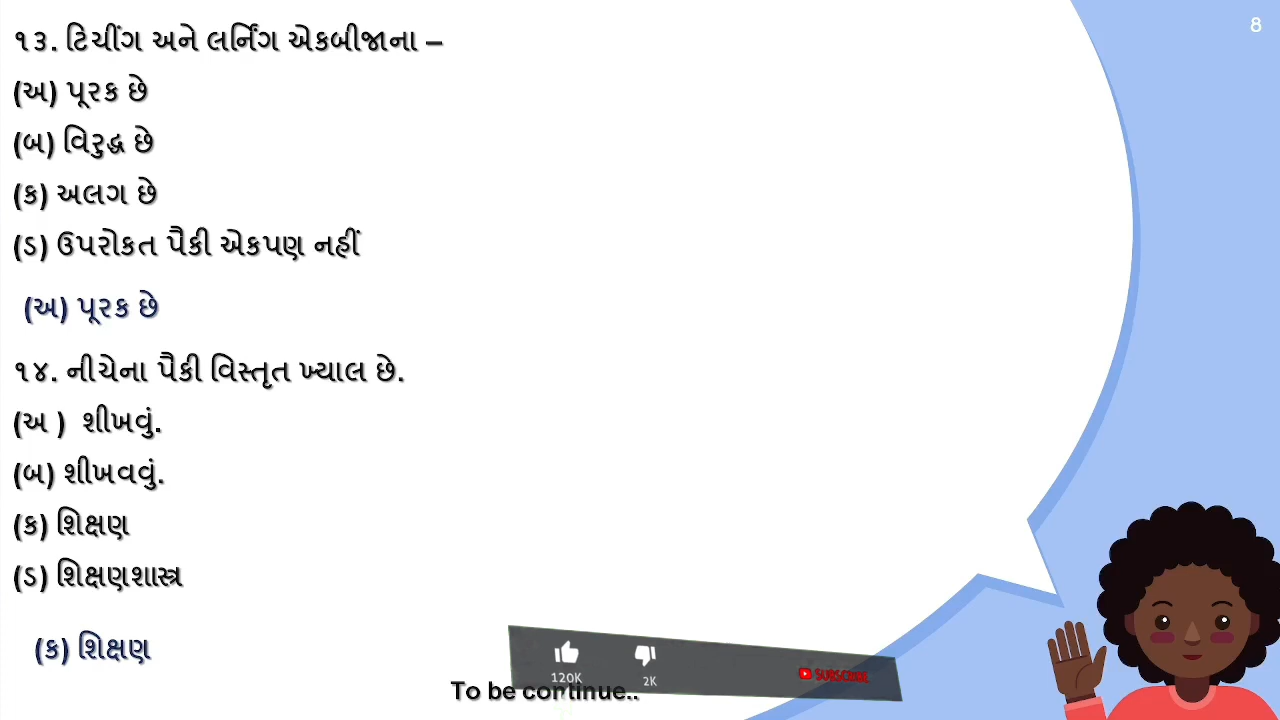 8
૧૩. ટિચીંગ અને લર્નિંગ એકબીજાના –
(અ) પૂરક છે
(બ) વિરુદ્ધ છે
(ક) અલગ છે
(ડ) ઉપરોકત પૈકી એકપણ નહીં
(અ) પૂરક છે
૧૪. નીચેના પૈકી વિસ્તૃત ખ્યાલ છે.
(અ ) શીખવું.
(બ) શીખવવું.
(ક) શિક્ષણ
(ડ) શિક્ષણશાસ્ત્ર
(ક) શિક્ષણ
120K 2K SUBSCRIBE
To be continue..